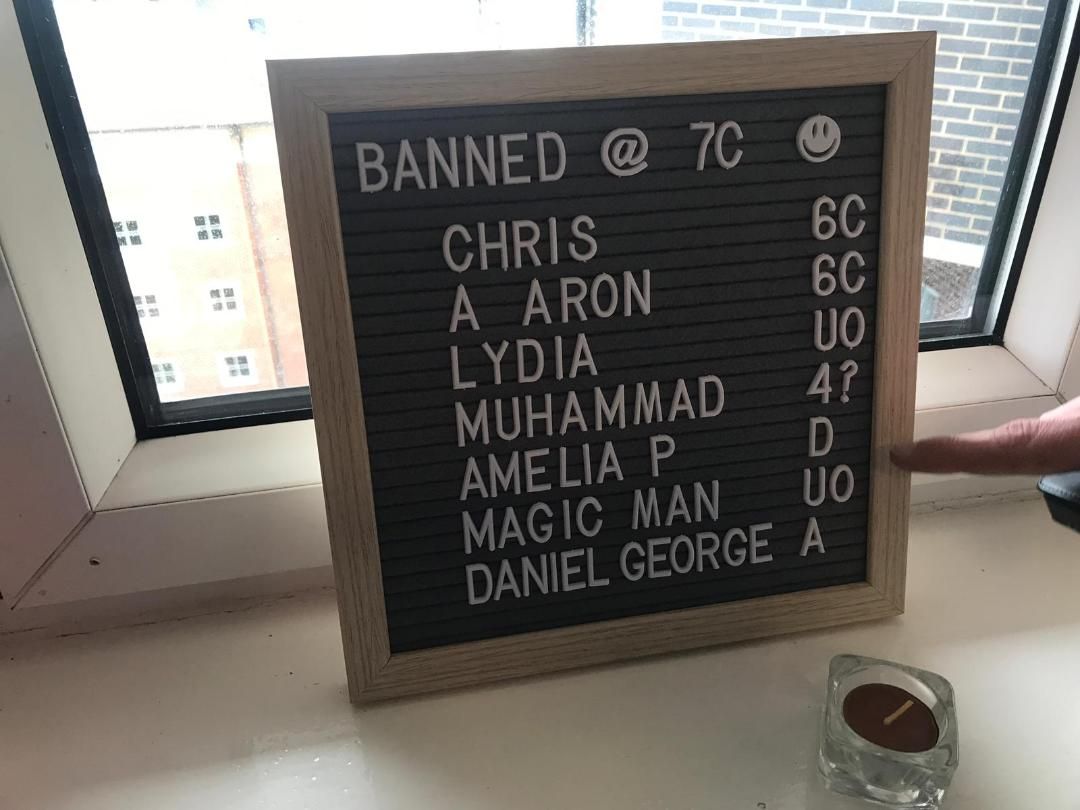 BANNED @ 7C
CHRIS 6C
A ARON 6C
LYDIA UO
MUHAMMAD 4?
AMELIA P D
MAGIC MAN UO
DANIEL GEORGE A